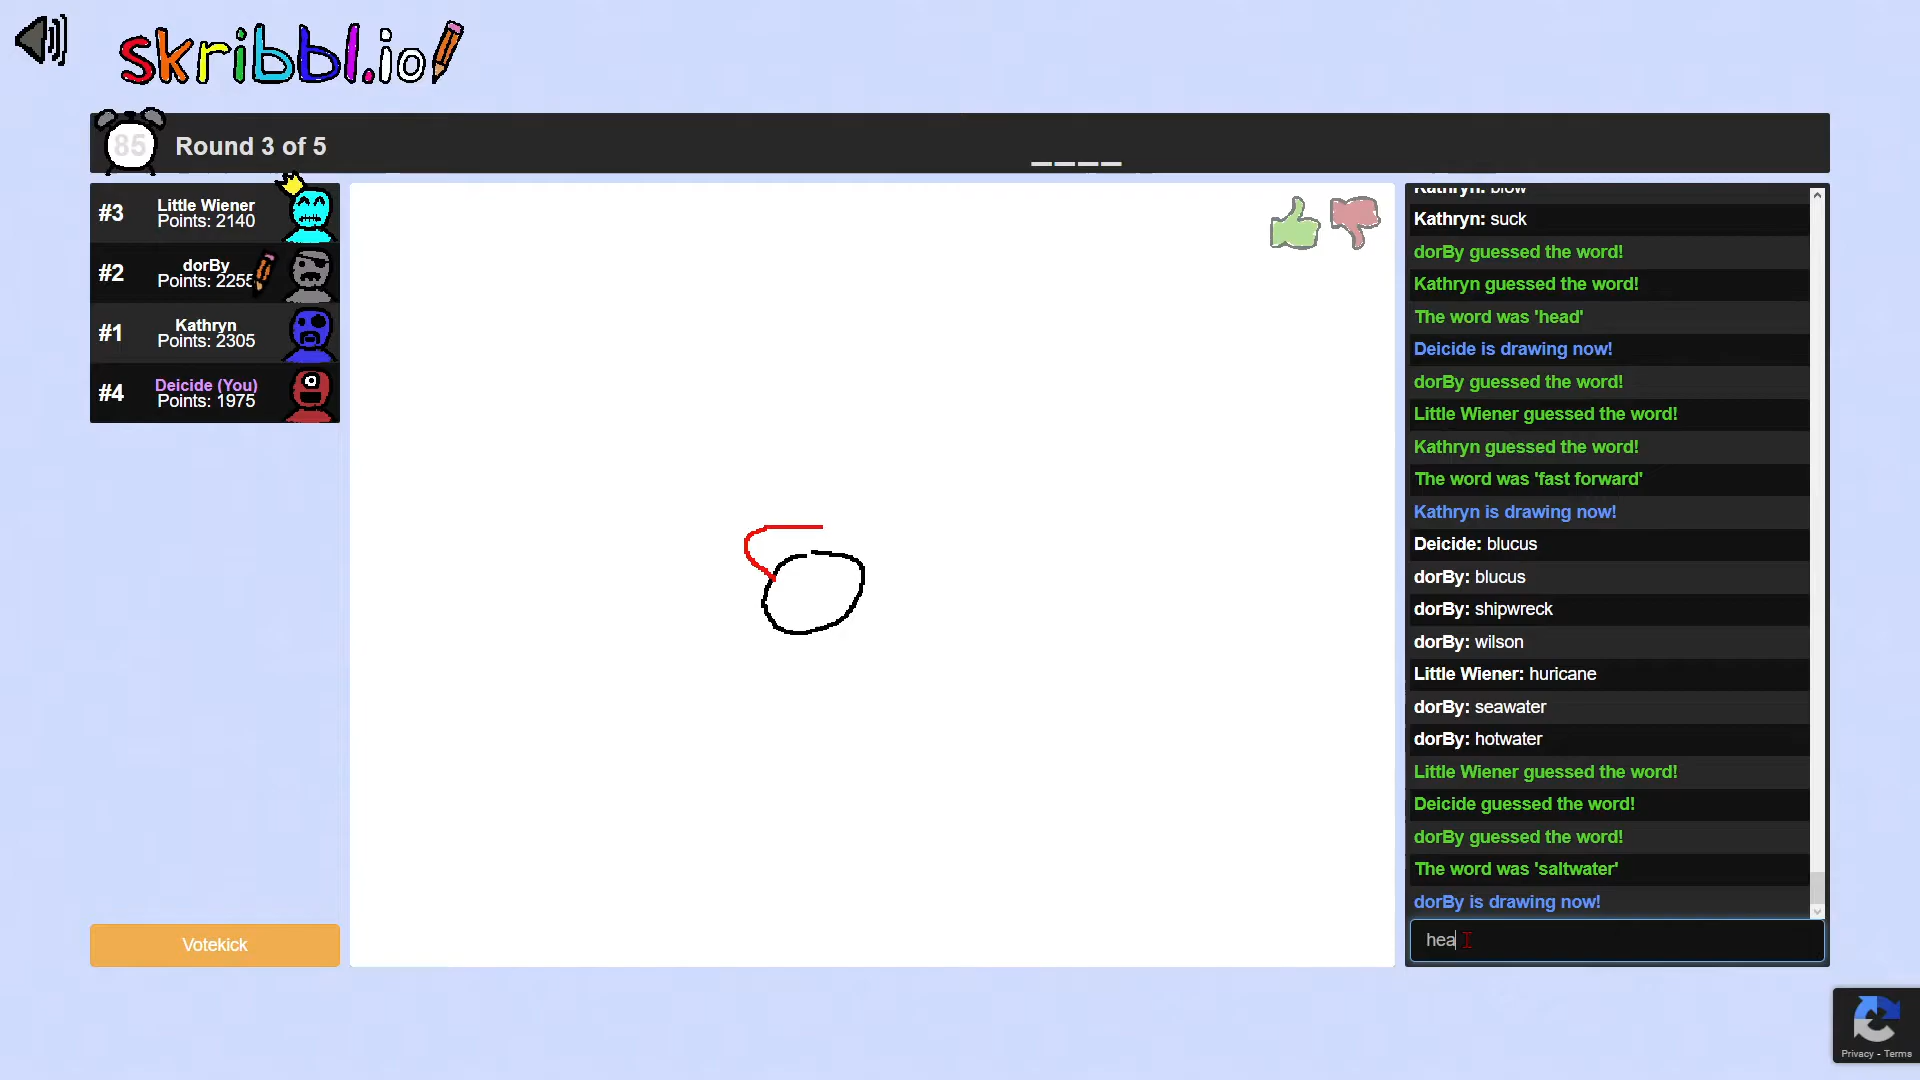 skribbl.io
85
Round 3 of 5
____
#3
Little Wiener
Points: 2140
#2
dorBy
Points: 2255
#1
Kathryn
Points: 2305
#4
Deicide (You)
Points: 1975
Votekick
Kathryn: blow
Kathryn: suck
dorBy guessed the word!
Kathryn guessed the word!
The word was 'head'
Deicide is drawing now!
dorBy guessed the word!
Little Wiener guessed the word!
Kathryn guessed the word!
The word was 'fast forward'
Kathryn is drawing now!
Deicide: blucus
dorBy: blucus
dorBy: shipwreck
dorBy: wilson
Little Wiener: huricane
dorBy: seawater
dorBy: hotwater
Little Wiener guessed the word!
Deicide guessed the word!
dorBy guessed the word!
The word was 'saltwater'
dorBy is drawing now!
hea
Privacy - Terms